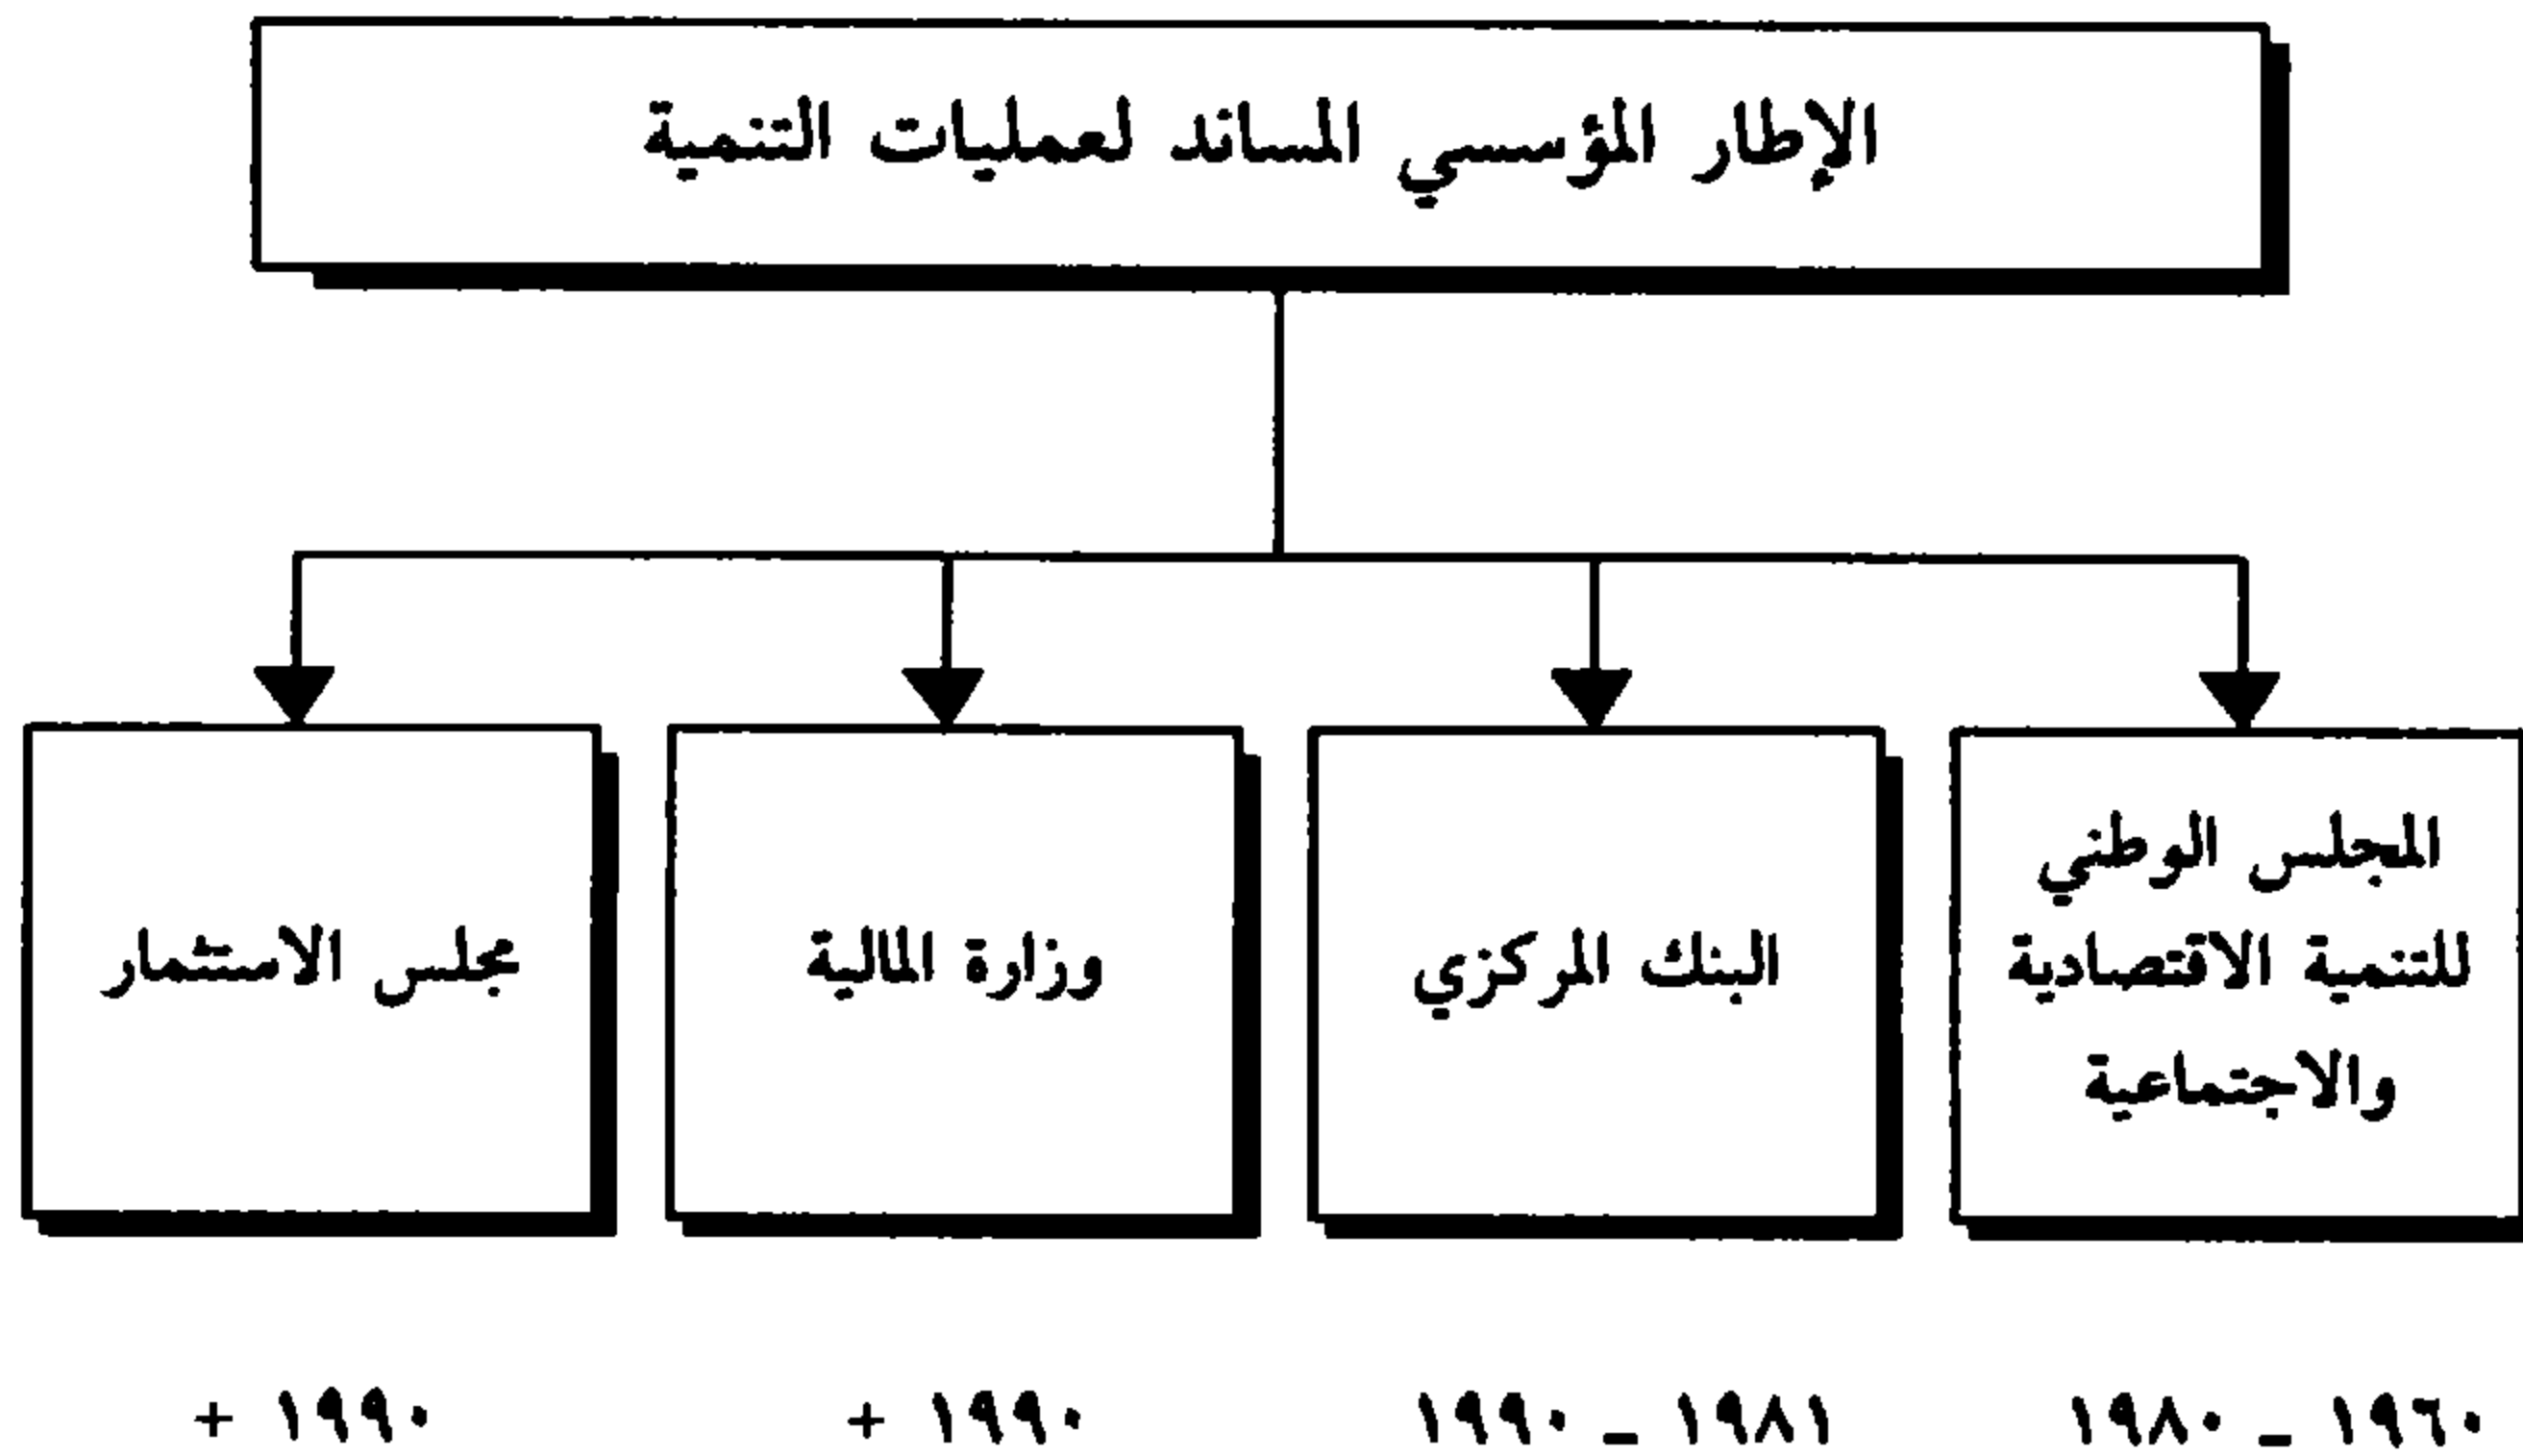 الإطار المؤسسي المساند لعمليات التنمية
المجلس الوطني
للتنمية الاقتصادية
والاجتماعية
البنك المركزي
وزارة المالية
مجلس الاستثمار
١٩٦٠ - ١٩٨٠
١٩٨١ - ١٩٩٠
١٩٩٠ +
١٩٩٠ +